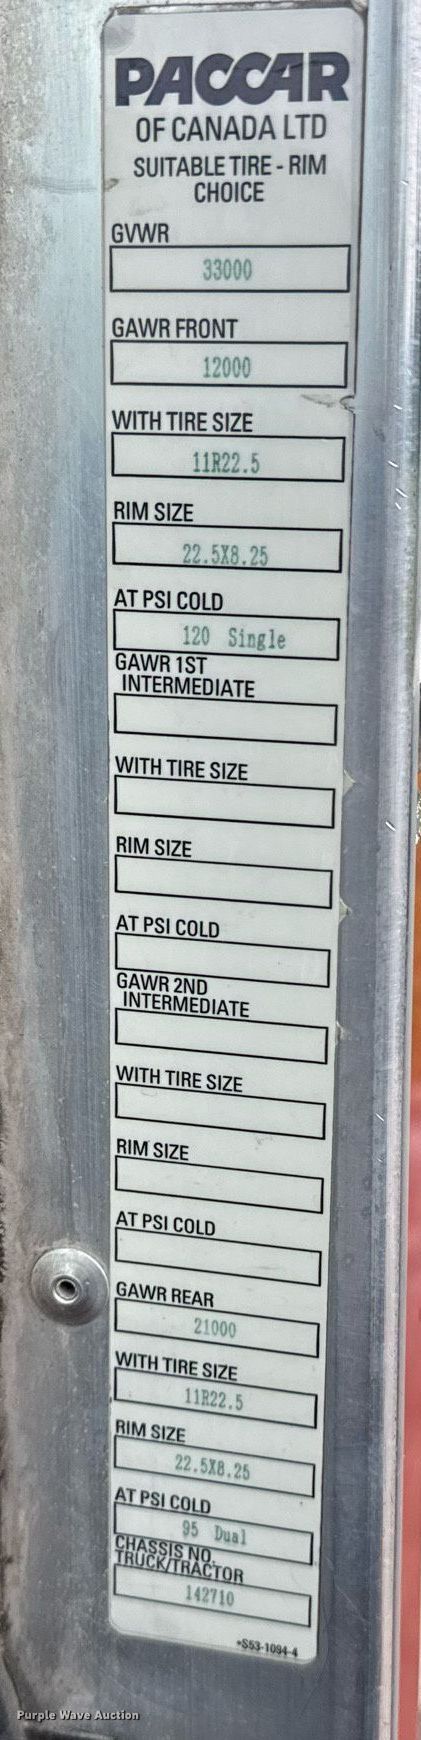 PACCAR
OF CANADA LTD
SUITABLE TIRE - RIM
CHOICE
GVWR
33000
GAWR FRONT
12000
WITH TIRE SIZE
11R22.5
RIM SIZE
22.5X8.25
AT PSI COLD
120 Single
GAWR 1ST
INTERMEDIATE
WITH TIRE SIZE
RIM SIZE
AT PSI COLD
GAWR 2ND
INTERMEDIATE
WITH TIRE SIZE
RIM SIZE
AT PSI COLD
GAWR REAR
21000
WITH TIRE SIZE
11R22.5
RIM SIZE
22.5X8.25
AT PSI COLD
95 Dual
CHASSIS NO.
TRUCK/TRACTOR
142710
*S53-1094-4
Purple Wave Auction